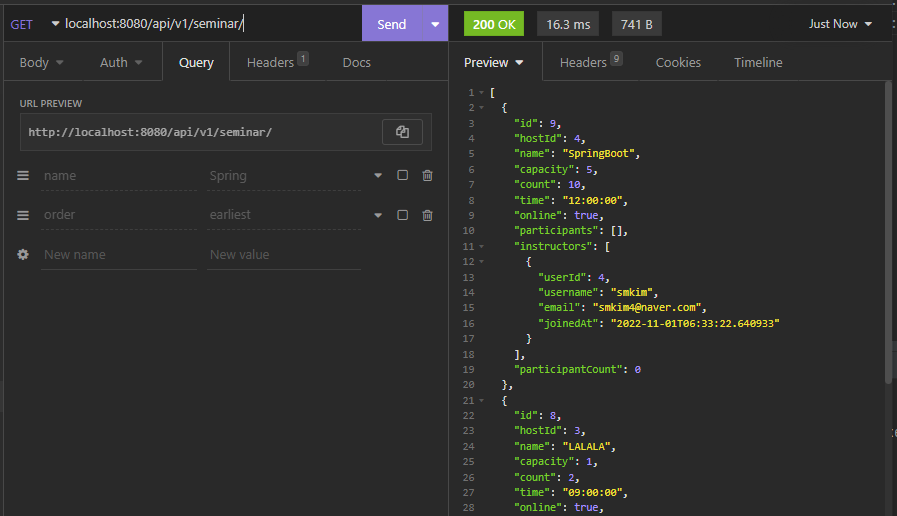 GET localhost:8080/api/v1/seminar/ Send
Body Auth Query Headers 1 Docs
URL PREVIEW
http://localhost:8080/api/v1/seminar/
name Spring
order earliest
New name New value
200 OK 16.3 ms 741 B Just Now
Preview Headers 9 Cookies Timeline
1 [
2 {
3 "id": 9,
4 "hostId": 4,
5 "name": "SpringBoot",
6 "capacity": 5,
7 "count": 10,
8 "time": "12:00:00",
9 "online": true,
10 "participants": [],
11 "instructors": [
12 {
13 "userId": 4,
14 "username": "smkim",
15 "email": "smkim4@naver.com",
16 "joinedAt": "2022-11-01T06:33:22.640933"
17 }
18 ],
19 "participantCount": 0
20 },
21 {
22 "id": 8,
23 "hostId": 3,
24 "name": "LALALA",
25 "capacity": 1,
26 "count": 2,
27 "time": "09:00:00",
28 "online": true,